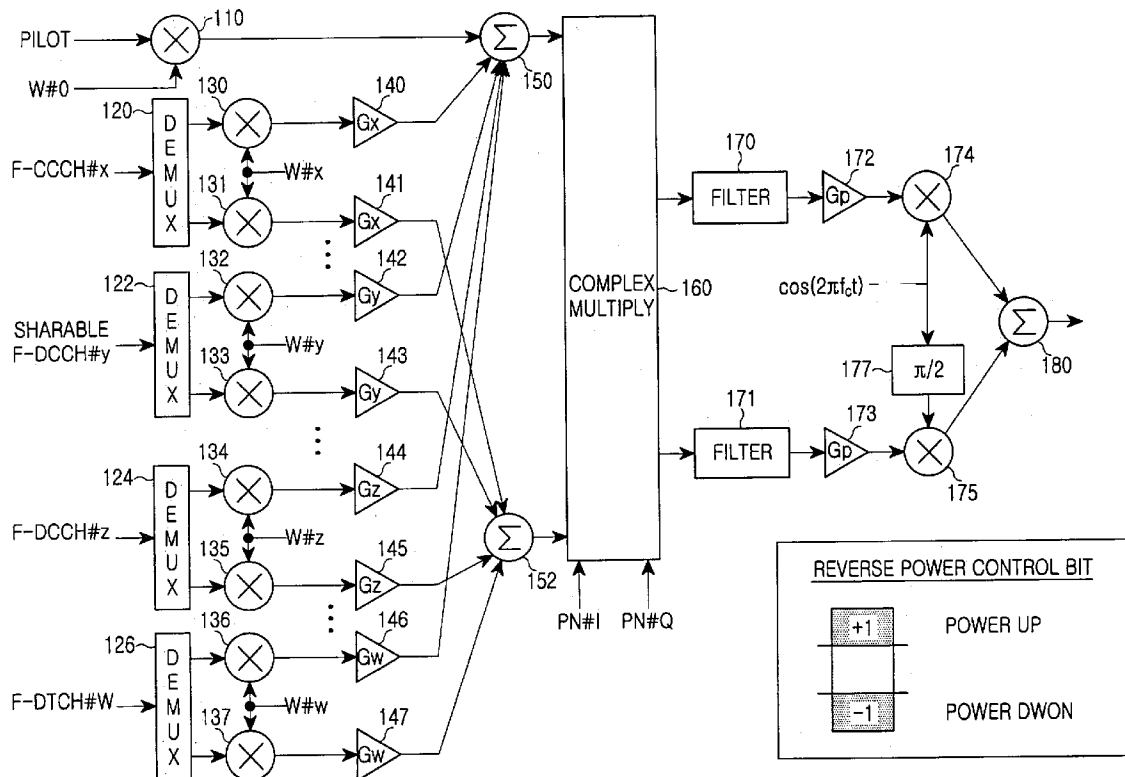 PILOT
110
W#0
Σ
150
120
DEMUX
F-CCCH#x
130
131
W#x
140
Gx
141
Gx
122
DEMUX
SHARABLE
F-DCCH#y
132
133
W#y
142
Gy
143
Gy
124
DEMUX
F-DCCH#z
134
135
W#z
144
Gz
145
Gz
126
DEMUX
F-DTCH#W
136
137
W#w
146
Gw
147
Gw
Σ
152
COMPLEX
MULTIPLY
160
PN#I
PN#Q
170
FILTER
172
Gp
174
cos(2πfct)
177
π/2
171
FILTER
173
Gp
175
Σ
180
REVERSE POWER CONTROL BIT
+1
POWER UP
-1
POWER DWON